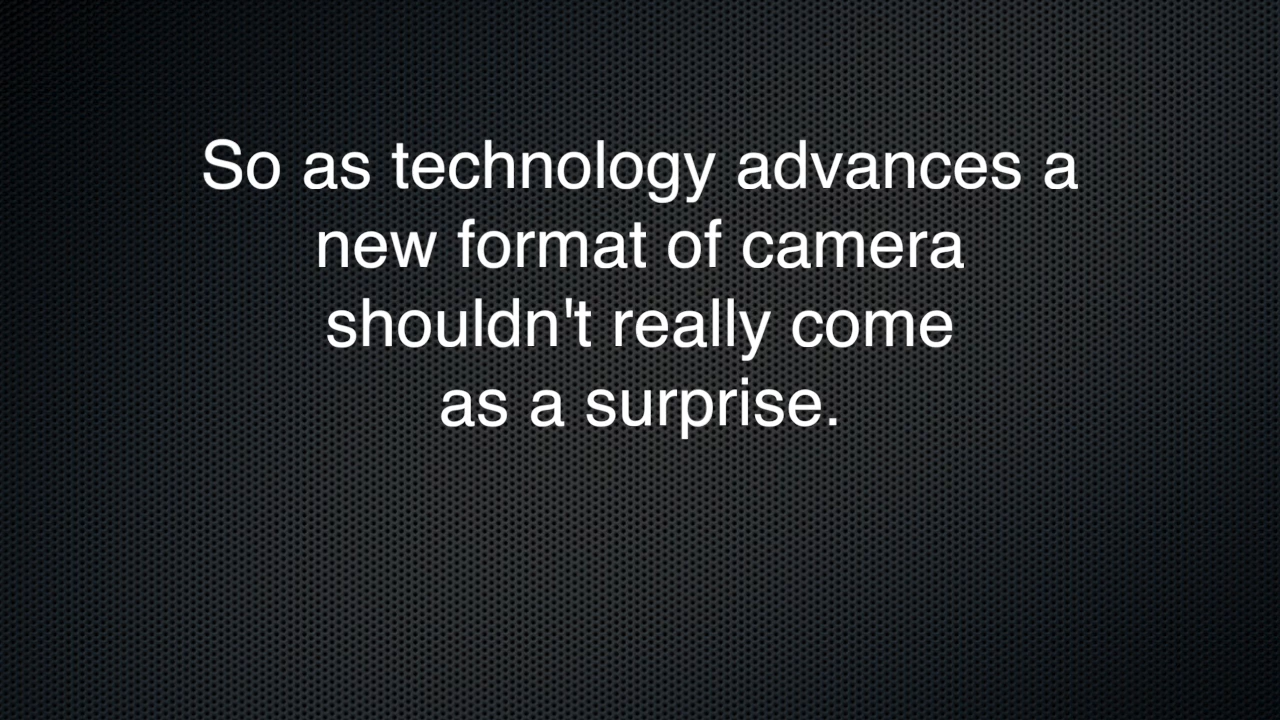 So as technology advances a
new format of camera
shouldn't really come
as a surprise.